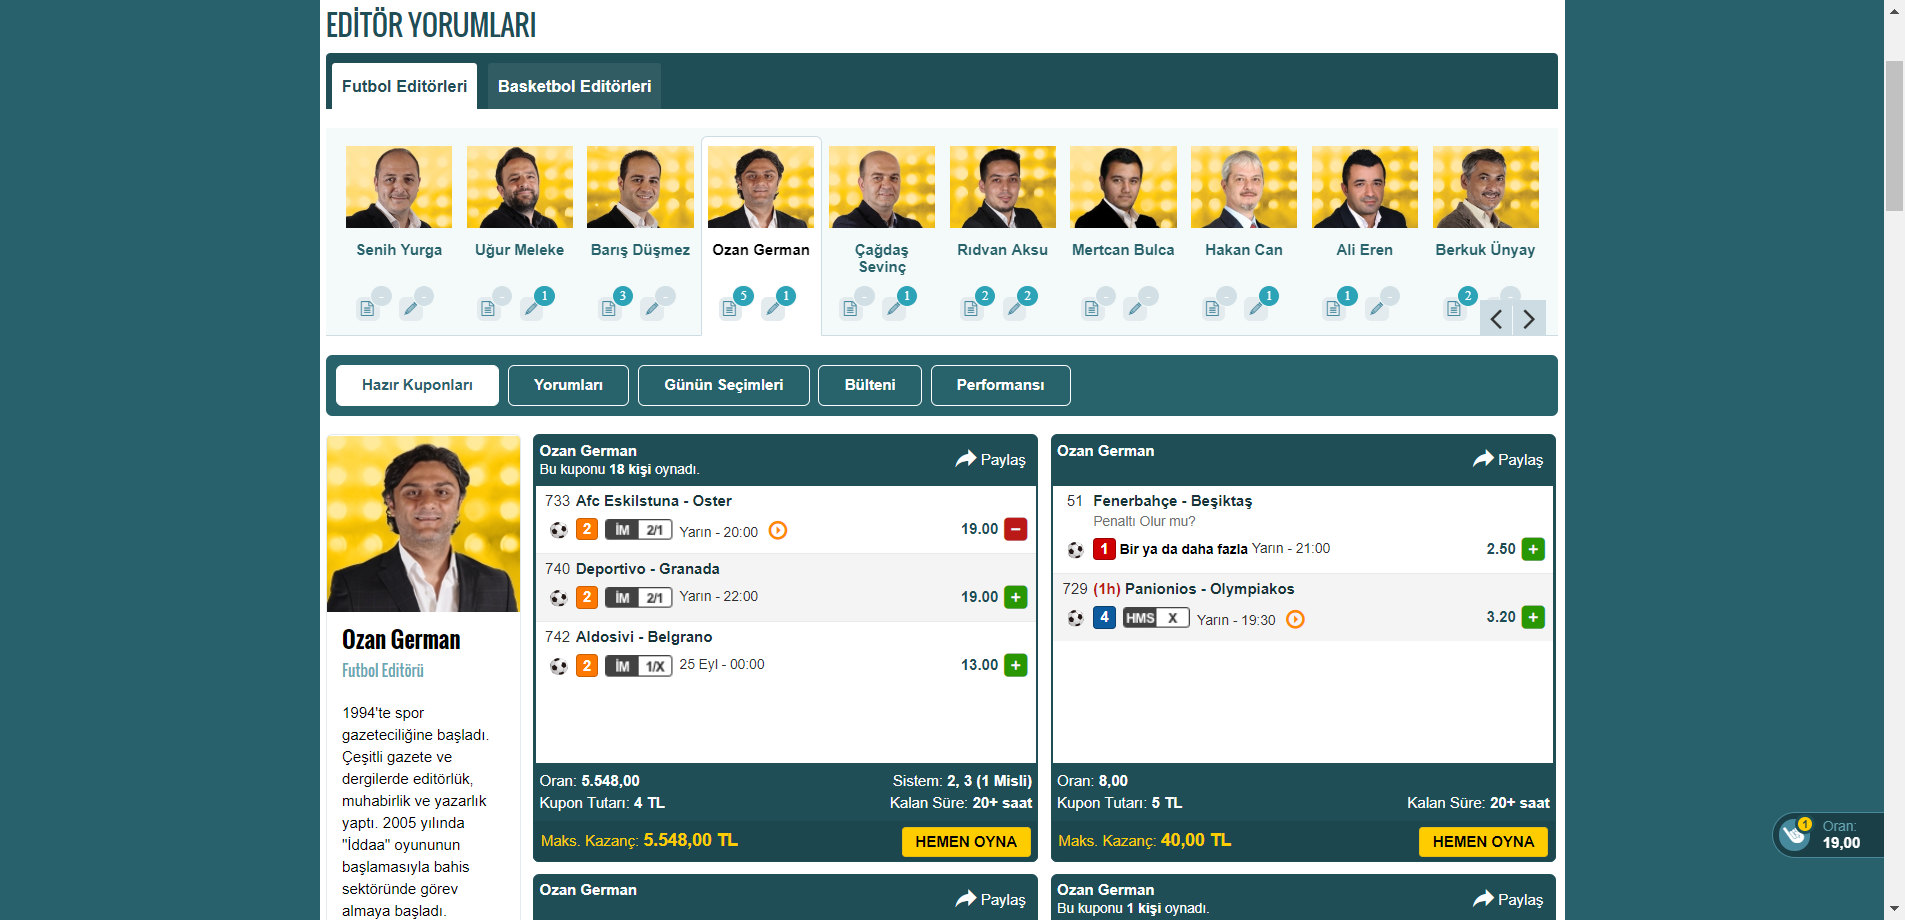 EDİTÖR YORUMLARI
Futbol Editörleri
Basketbol Editörleri
Senih Yurga
Uğur Meleke
Barış Düşmez
Ozan German
Çağdaş
Sevinç
Rıdvan Aksu
Mertcan Bulca
Hakan Can
Ali Eren
Berkuk Ünyay
- -
- 1
3 -
5 1
- 1
2 2
- -
- 1
1 -
2 -
Hazır Kuponları
Yorumları
Günün Seçimleri
Bülteni
Performansı
Ozan German
Futbol Editörü
1994'te spor
gazeteciliğine başladı.
Çeşitli gazete ve
dergilerde editörlük,
muhabirlik ve yazarlık
yaptı. 2005 yılında
"İddaa" oyununun
başlamasıyla bahis
sektöründe görev
almaya başladı.
Ozan German
Bu kuponu 18 kişi oynadı.
Paylaş
733 Afc Eskilstuna - Oster
2 İM 2/1 Yarın - 20:00 19.00 −
740 Deportivo - Granada
2 İM 2/1 Yarın - 22:00 19.00 +
742 Aldosivi - Belgrano
2 İM 1/X 25 Eyl - 00:00 13.00 +
Oran: 5.548,00 Sistem: 2, 3 (1 Misli)
Kupon Tutarı: 4 TL Kalan Süre: 20+ saat
Maks. Kazanç: 5.548,00 TL HEMEN OYNA
Ozan German
Paylaş
51 Fenerbahçe - Beşiktaş
Penaltı Olur mu?
1 Bir ya da daha fazla Yarın - 21:00 2.50 +
729 (1h) Panionios - Olympiakos
4 HMS X Yarın - 19:30 3.20 +
Oran: 8,00
Kupon Tutarı: 5 TL Kalan Süre: 20+ saat
Maks. Kazanç: 40,00 TL HEMEN OYNA
Ozan German
Paylaş
Ozan German
Bu kuponu 1 kişi oynadı.
Paylaş
1
Oran:
19,00